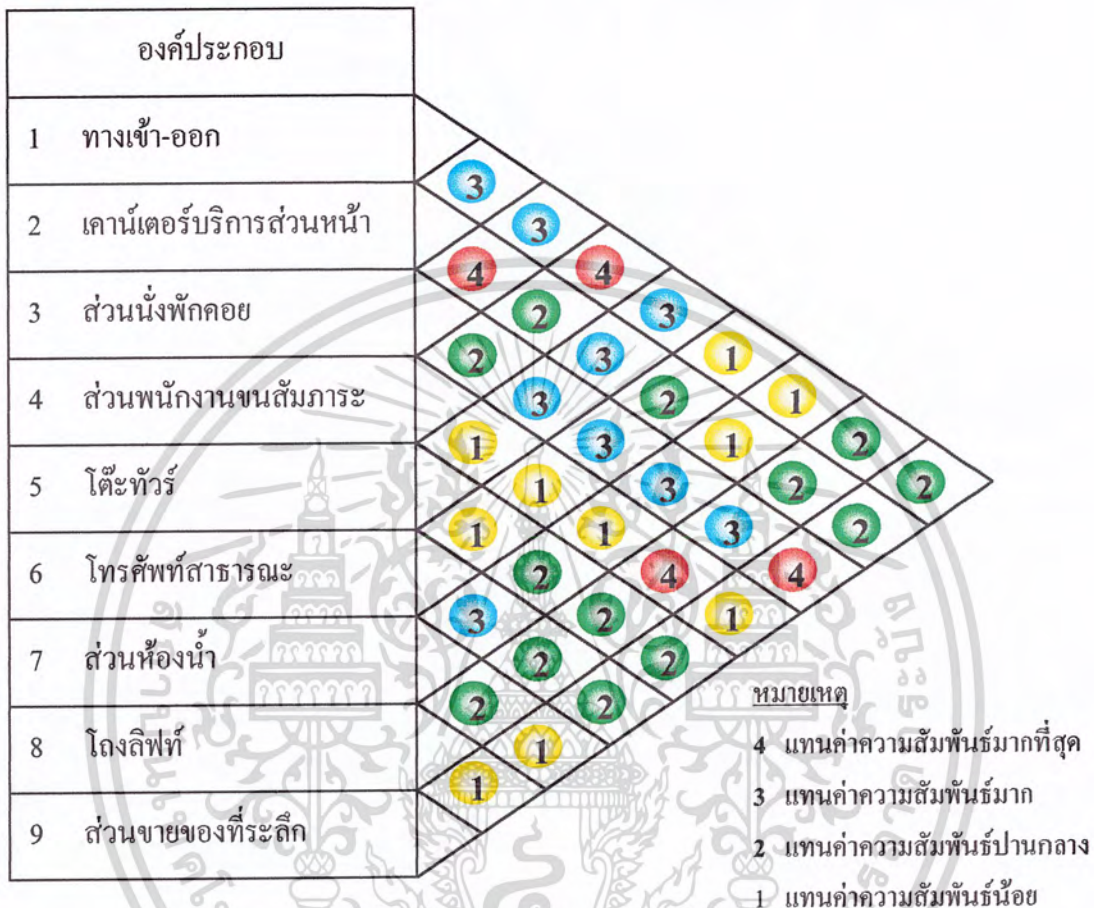 องค์ประกอบ
1 ทางเข้า-ออก
3
2 เคาน์เตอร์บริการส่วนหน้า
3
4 4
3 ส่วนนั่งพักคอย
2 3
2 3 1
4 ส่วนพนักงานขนสัมภาระ
3 2 1
1 3 1 2
5 โต๊ะทัวร์
1 3 2 2
1 1 3 2
6 โทรศัพท์สาธารณะ
2 4 4
3 2 1
7 ส่วนห้องน้ำ
2 2
2 2
8 โถงลิฟท์
1
1
9 ส่วนขายของที่ระลึก
หมายเหตุ
4 แทนค่าความสัมพันธ์มากที่สุด
3 แทนค่าความสัมพันธ์มาก
2 แทนค่าความสัมพันธ์ปานกลาง
1 แทนค่าความสัมพันธ์น้อย